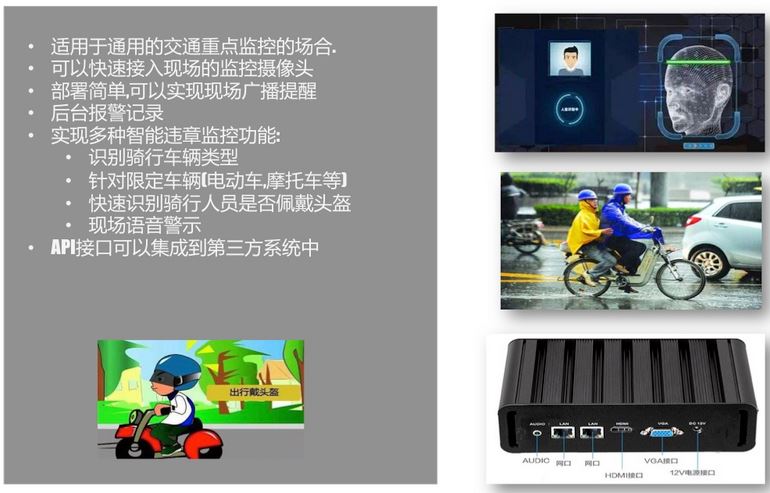 • 适用于通用的交通重点监控的场合.
• 可以快速接入现场的监控摄像头
• 部署简单,可以实现现场广播提醒
• 后台报警记录
• 实现多种智能违章监控功能:
• 识别骑行车辆类型
• 针对限定车辆(电动车,摩托车等)
• 快速识别骑行人员是否佩戴头盔
• 现场语音警示
• API接口可以集成到第三方系统中
出行戴头盔
人脸识别中
AUDIO LAN LAN HDMI VGA DC 12V
AUDIC 网口 网口 HDMI接口 VGA接口 12V电源接口